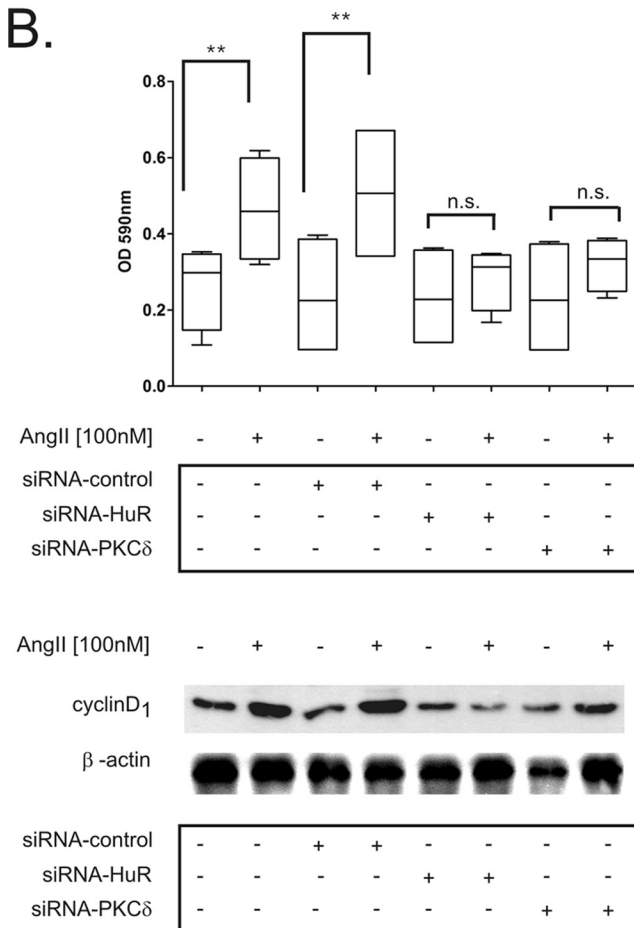 B.
** **
n.s. n.s.
0.8
0.6
0.4
0.2
0.0
OD 590nm
AngII [100nM] - + - + - + - +
siRNA-control - - + + - - - -
siRNA-HuR - - - - + + - -
siRNA-PKCδ - - - - - - + +
AngII [100nM] - + - + - + - +
cyclinD1
β -actin
siRNA-control - - + + - - - -
siRNA-HuR - - - - + + - -
siRNA-PKCδ - - - - - - + +